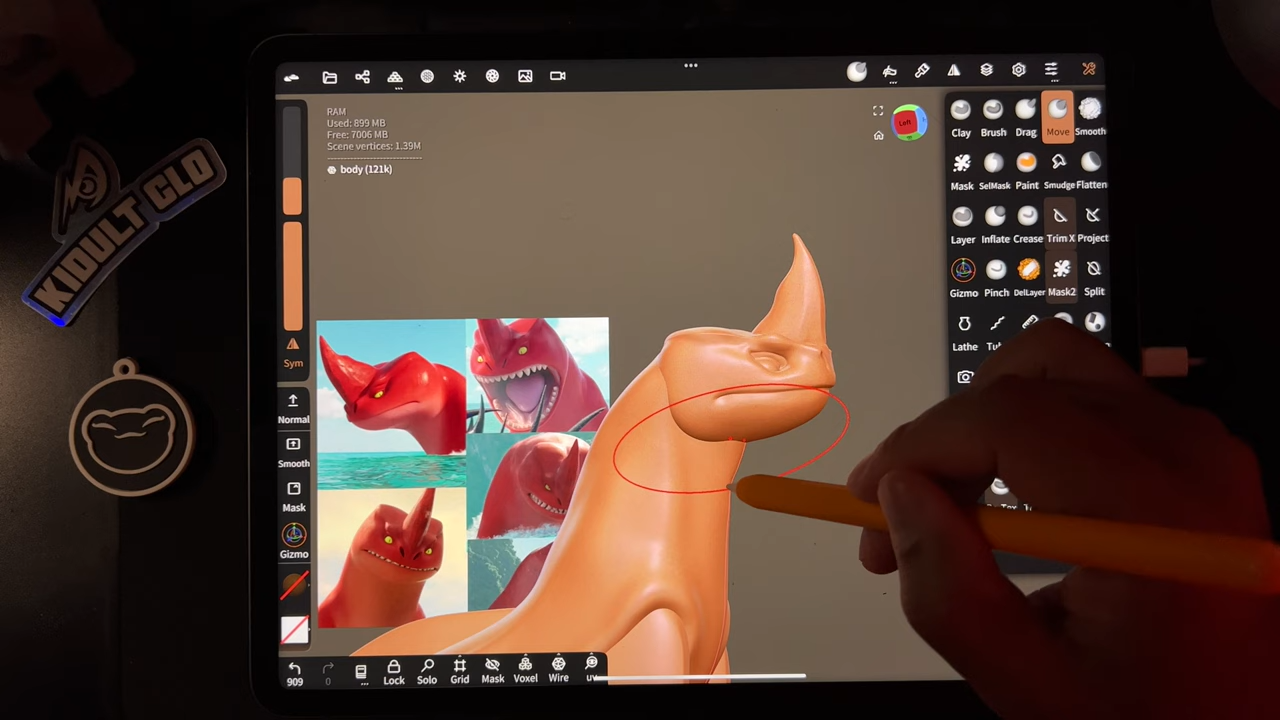 KIDULT CLO
RAM
Used: 899 MB
Free: 7006 MB
Scene vertices: 1.39M
body (121k)
Left
Clay Brush Drag Move Smooth
Mask SelMask Paint Smudge Flatten
Layer Inflate Crease Trim X Project
Gizmo Pinch DelLayer Mask2 Split
Lathe
Sym
Normal
Smooth
Mask
Gizmo
909 0 Lock Solo Grid Mask Voxel Wire